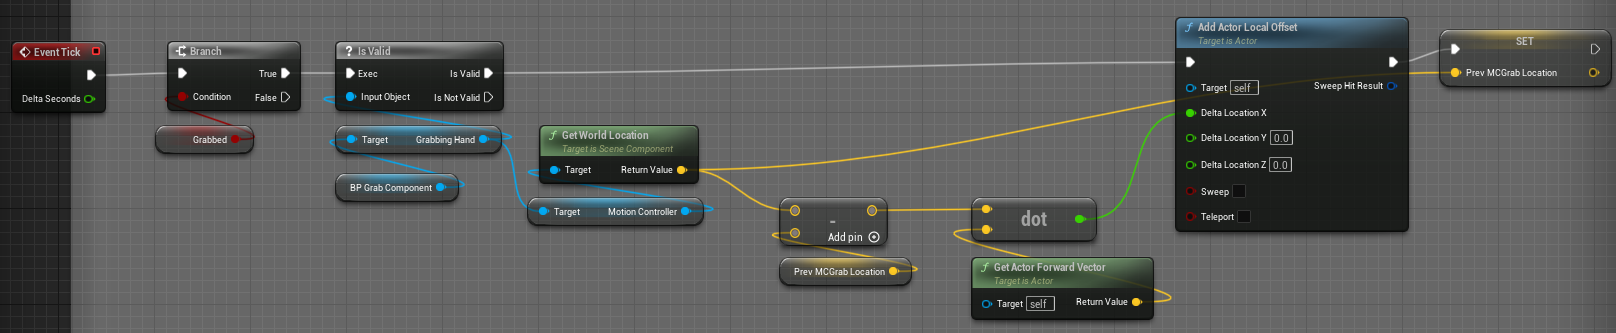 Event Tick
Delta Seconds
Branch
True
Condition
False
Grabbed
? Is Valid
Exec
Is Valid
Input Object
Is Not Valid
Target
Grabbing Hand
BP Grab Component
f Get World Location
Target is Scene Component
Target
Return Value
Target
Motion Controller
-
Add pin
Prev MCGrab Location
dot
f Get Actor Forward Vector
Target is Actor
Target self
Return Value
f Add Actor Local Offset
Target is Actor
Target self
Sweep Hit Result
Delta Location X
Delta Location Y 0.0
Delta Location Z 0.0
Sweep
Teleport
SET
Prev MCGrab Location